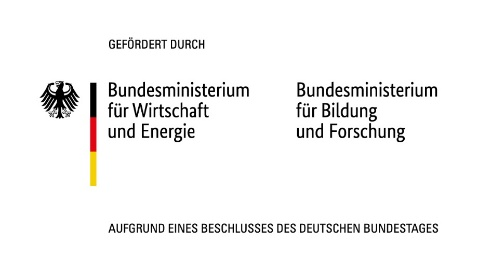 GEFÖRDERT DURCH
Bundesministerium
für Wirtschaft
und Energie
Bundesministerium
für Bildung
und Forschung
AUFGRUND EINES BESCHLUSSES DES DEUTSCHEN BUNDESTAGES